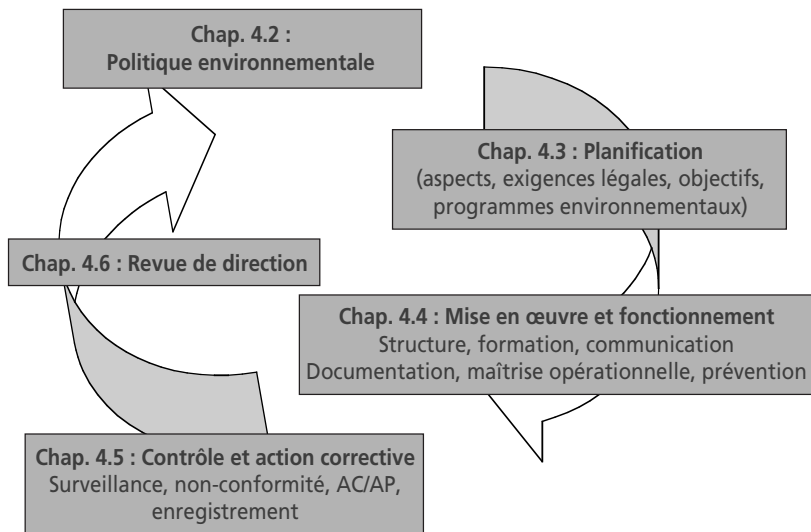 Chap. 4.2 :
Politique environnementale
Chap. 4.3 : Planification
(aspects, exigences légales, objectifs,
programmes environnementaux)
Chap. 4.6 : Revue de direction
Chap. 4.4 : Mise en œuvre et fonctionnement
Structure, formation, communication
Documentation, maîtrise opérationnelle, prévention
Chap. 4.5 : Contrôle et action corrective
Surveillance, non-conformité, AC/AP,
enregistrement